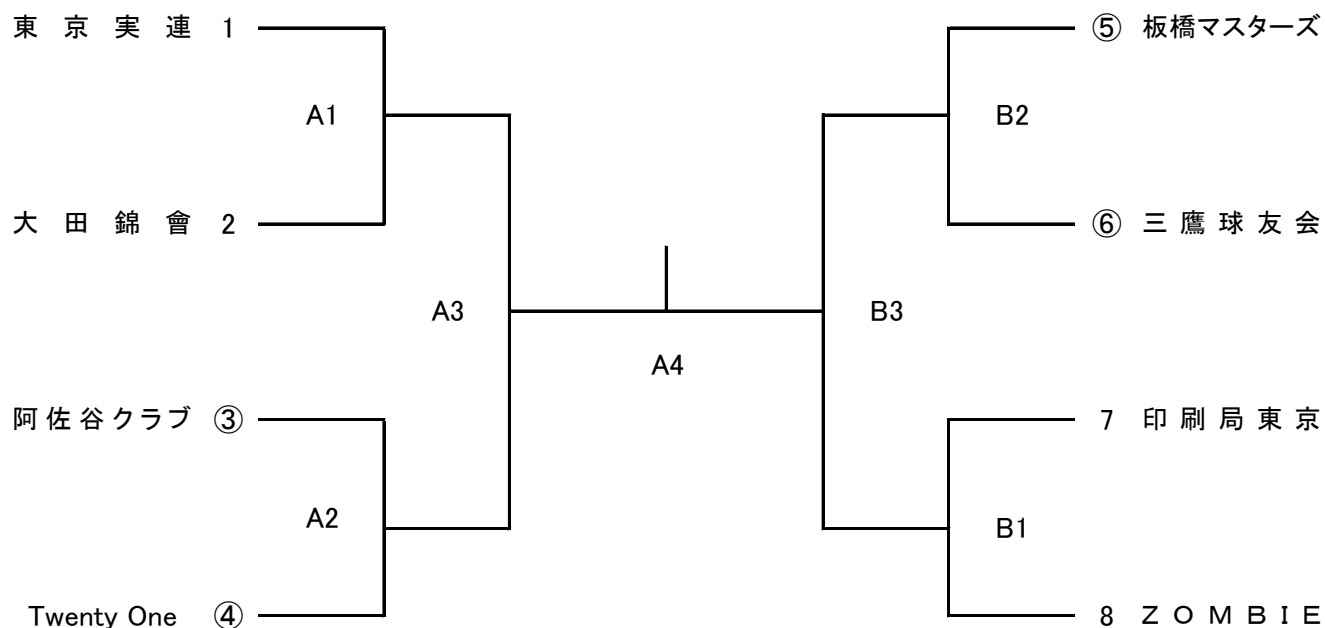 東京実連 1
⑤ 板橋マスターズ
A1
B2
大田錦會 2
⑥ 三鷹球友会
A3
B3
A4
阿佐谷クラブ ③
7 印刷局東京
A2
B1
Twenty One ④
8 ZOMBIE